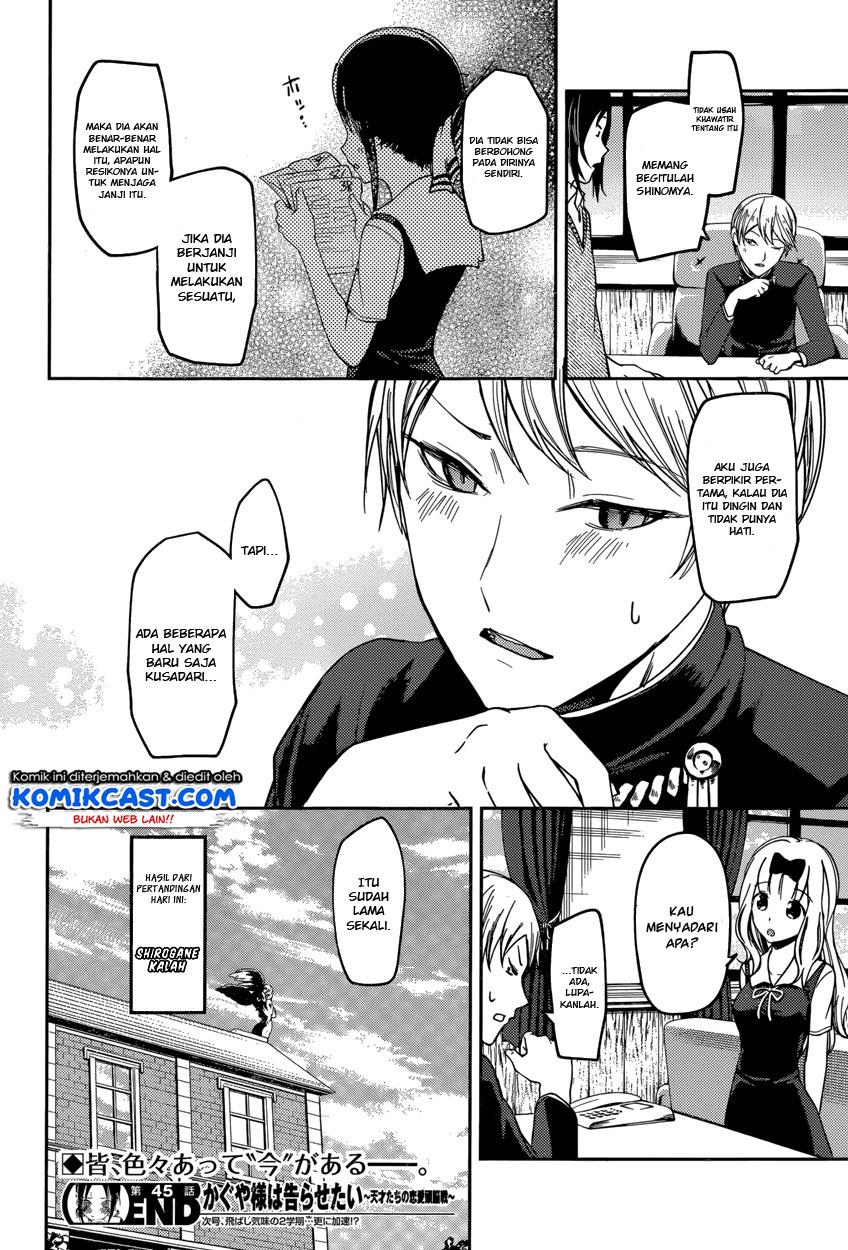 TIDAK USAH
KHAWATIR
TENTANG ITU
MEMANG
BEGITULAH
SHINOMYA.
DIA TIDAK BISA
BERBOHONG
PADA DIRINYA
SENDIRI.
ホッ…
JIKA DIA
BERJANJI
UNTUK
MELAKUKAN
SESUATU,
MAKA DIA AKAN
BENAR-BENAR
MELAKUKAN HAL
ITU, APAPUN
RESIKONYA UN-
TUK MENJAGA
JANJI ITU.
AKU JUGA
BERPIKIR PER-
TAMA, KALAU DIA
ITU DINGIN DAN
TIDAK PUNYA
HATI.
TAPI...
ADA BEBERAPA
HAL YANG
BARU SAJA
KUSADARI...
Komik ini diterjemahkan & diedit oleh
KOMIKCAST.COM
BUKAN WEB LAIN!!
KAU
MENYADARI
APA?
...TIDAK
ADA,
LUPA-
KANLAH.
ITU
SUDAH
LAMA
SEKALI.
HASIL DARI
PERTANDINGAN
HARI INI:
SHIROGANE
KALAH
◆皆、色々あって〝今〟がある――。
第45話 END
かぐや様は告らせたい～天才たちの恋愛頭脳戦～
次号、飛ばし気味の2学期…更に加速!?